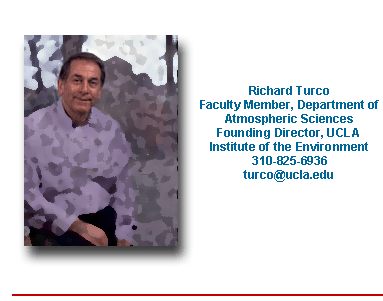 Richard Turco
Faculty Member, Department of
Atmospheric Sciences
Founding Director, UCLA
Institute of the Environment
310-825-6936
turco@ucla.edu